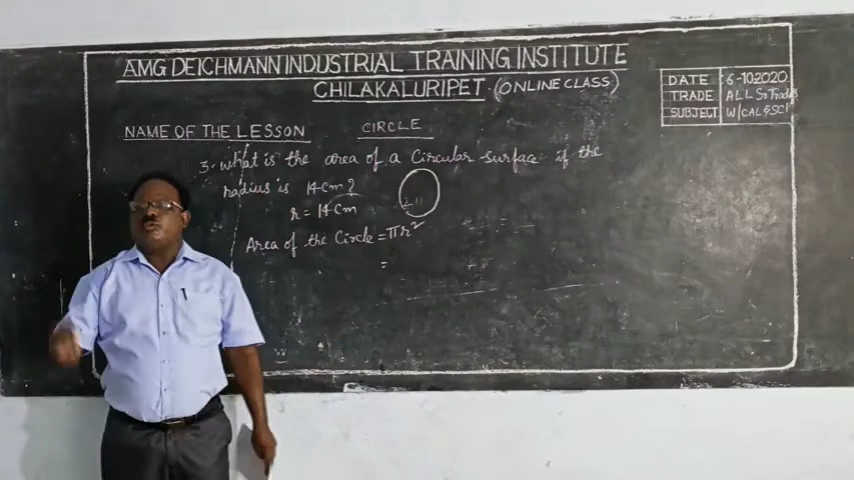 AMG DEICHMANN INDUSTRIAL TRAINING INSTITUTE
CHILAKALURIPET (ONLINE CLASS)
DATE : 6-10.2020
TRADE : ALL Sr Trades
SUBJECT : W/CAL & SCI
NAME OF THE LESSON CIRCLE
3. what is the area of a Circular surface if the
radius is 14 cm?
r = 14 cm
Area of the Circle = πr²
=